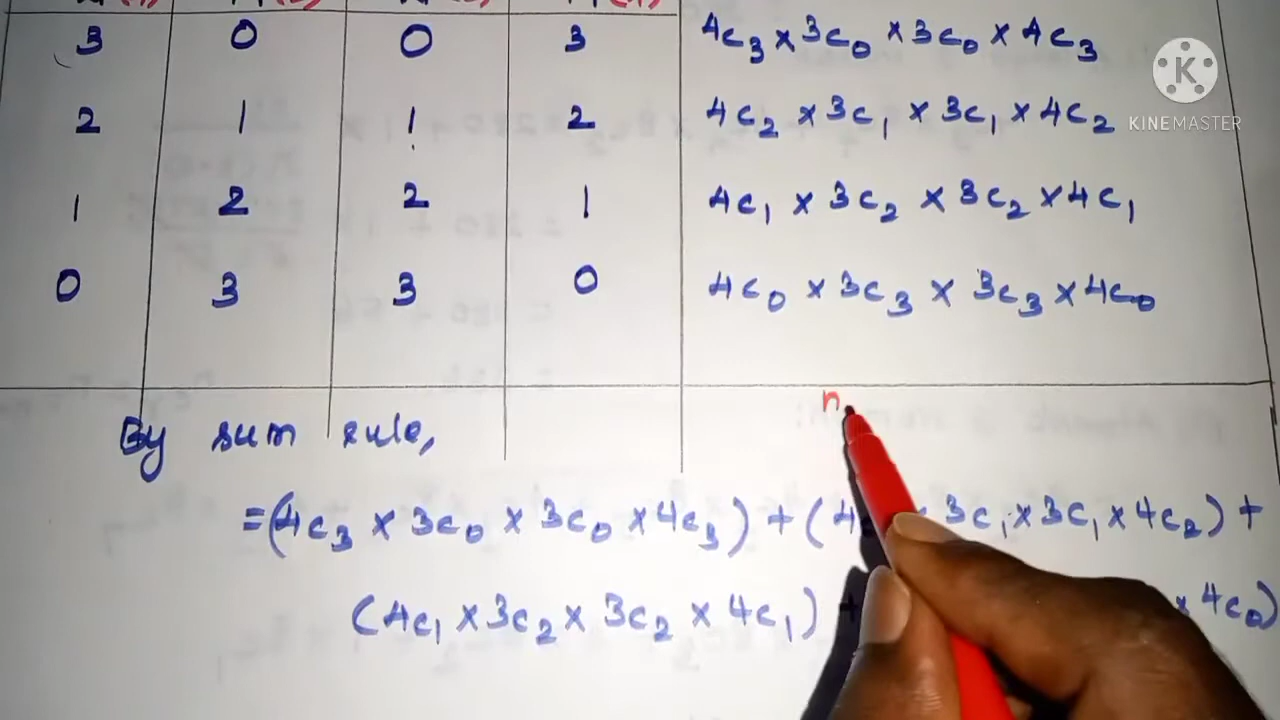 3 0 0 3 4C₃ × 3C₀ × 3C₀ × 4C₃
2 1 1 2 4C₂ × 3C₁ × 3C₁ × 4C₂
1 2 2 1 4C₁ × 3C₂ × 3C₂ × 4C₁
0 3 3 0 4C₀ × 3C₃ × 3C₃ × 4C₀
K
KINEMASTER
n
By sum rule,
=(4C₃ × 3C₀ × 3C₀ × 4C₃) + (4C × 3C₁ × 3C₁ × 4C₂) +
(4C₁ × 3C₂ × 3C₂ × 4C₁) + × 4C₀)